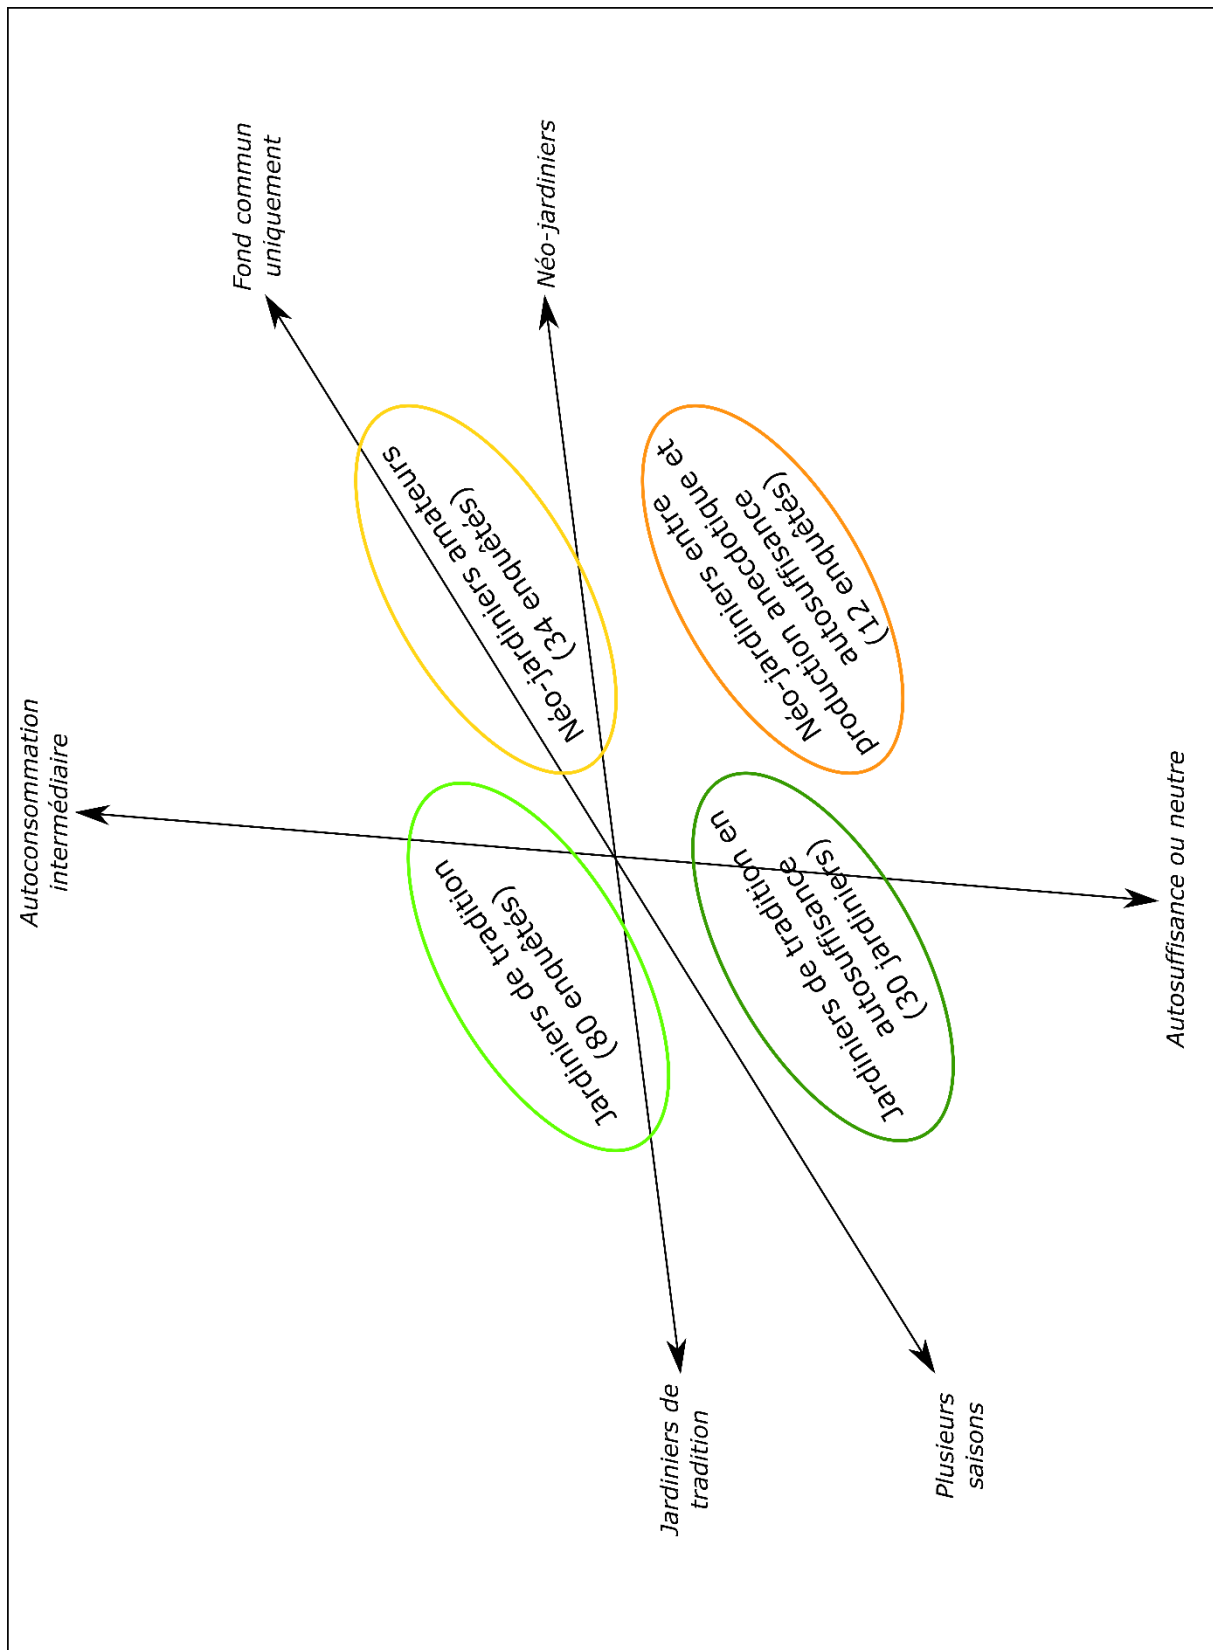 Autoconsommation
intermédiaire
Fond commun
uniquement
Néo-jardiniers
Néo-jardiniers amateurs
(34 enquêtés)
Néo-jardiniers entre
production anecdotique et
autosuffisance
(12 enquêtés)
Jardiniers de tradition
(80 enquêtés)
Jardiniers de tradition en
autosuffisance
(30 jardiniers)
Jardiniers de
tradition
Plusieurs
saisons
Autosuffisance ou neutre